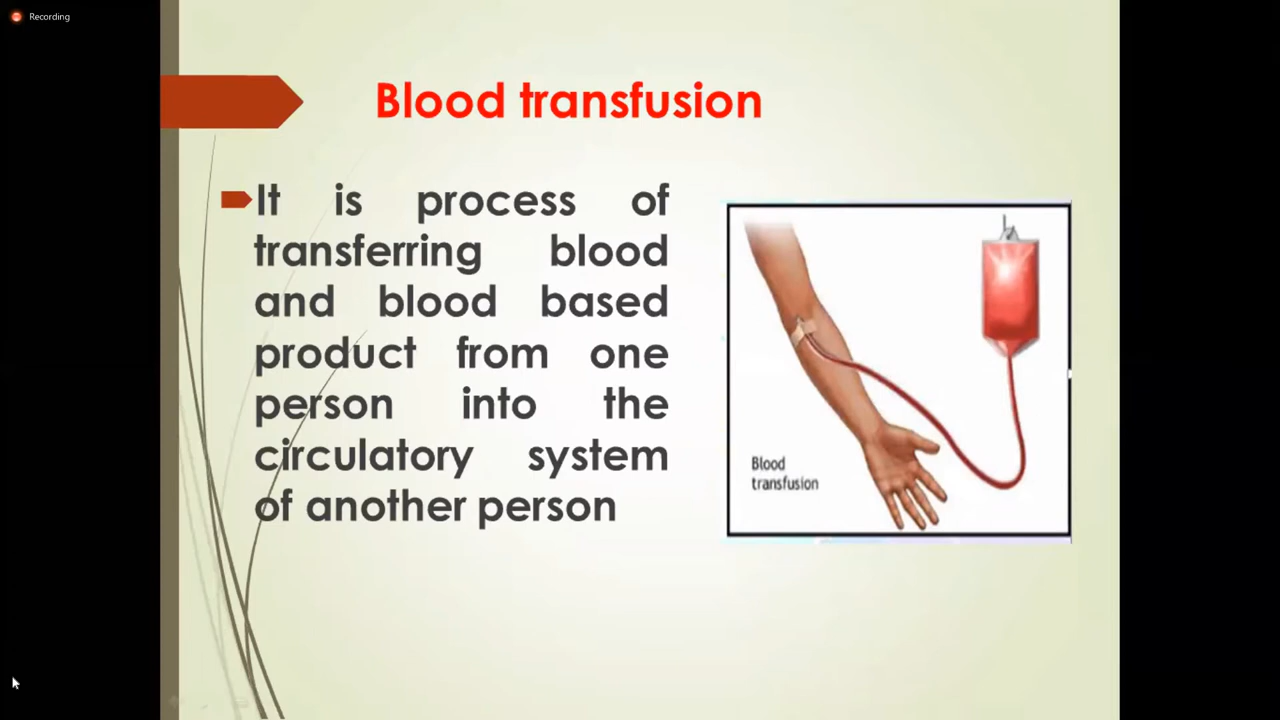 Recording
Blood transfusion
It is process of
transferring blood
and blood based
product from one
person into the
circulatory system
of another person
Blood
transfusion